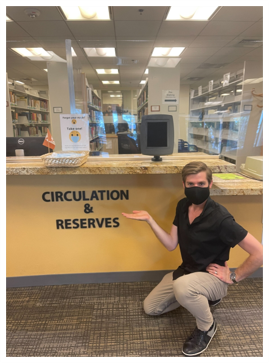 CIRCULATION
&
RESERVES